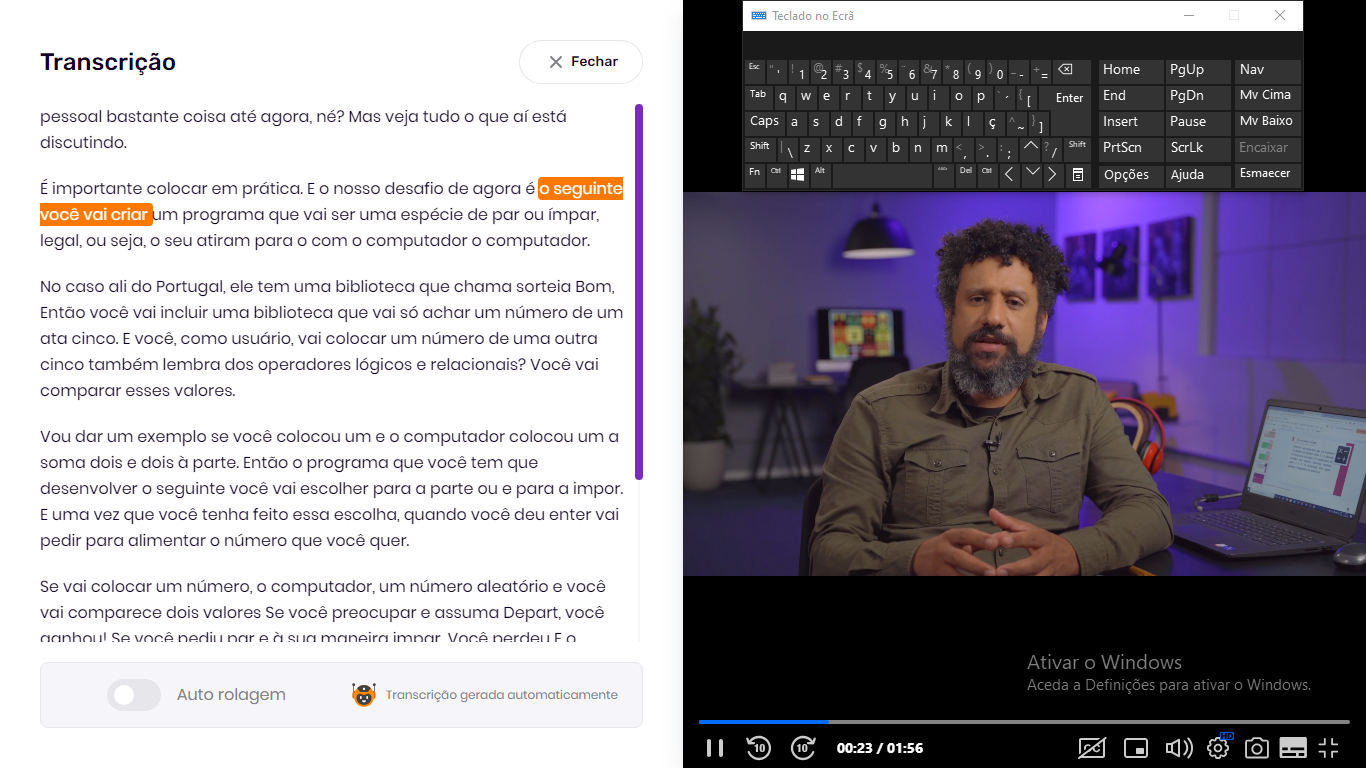 Transcrição
Fechar
pessoal bastante coisa até agora, né? Mas veja tudo o que aí está
discutindo.
É importante colocar em prática. E o nosso desafio de agora é o seguinte
você vai criar um programa que vai ser uma espécie de par ou ímpar,
legal, ou seja, o seu atiram para o com o computador o computador.
No caso ali do Portugal, ele tem uma biblioteca que chama sorteia Bom,
Então você vai incluir uma biblioteca que vai só achar um número de um
ata cinco. E você, como usuário, vai colocar um número de uma outra
cinco também lembra dos operadores lógicos e relacionais? Você vai
comparar esses valores.
Vou dar um exemplo se você colocou um e o computador colocou um a
soma dois e dois à parte. Então o programa que você tem que
desenvolver o seguinte você vai escolher para a parte ou e para a impor.
E uma vez que você tenha feito essa escolha, quando você deu enter vai
pedir para alimentar o número que você quer.
Se vai colocar um número, o computador, um número aleatório e você
vai comparece dois valores Se você preocupar e assuma Depart, você
ganhou! Se você pediu par e à sua maneira impar. Você perdeu E o
Auto rolagem
Transcrição gerada automaticamente
Teclado no Ecrã
Esc " ' ! 1 @ 2 # 3 $ 4 % 5 ¨ 6 & 7 * 8 ( 9 ) 0 _ - + = Home PgUp Nav
Tab q w e r t y u i o p ` ´ { [ Enter End PgDn Mv Cima
Caps a s d f g h j k l ç ^ ~ } ] Insert Pause Mv Baixo
Shift | \ z x c v b n m < , > . : ; ? / Shift PrtScn ScrLk Encaixar
Fn Ctrl Alt Del Ctrl Opções Ajuda Esmaecer
Ativar o Windows
Aceda a Definições para ativar o Windows.
10 10 00:23 / 01:56 CC HD